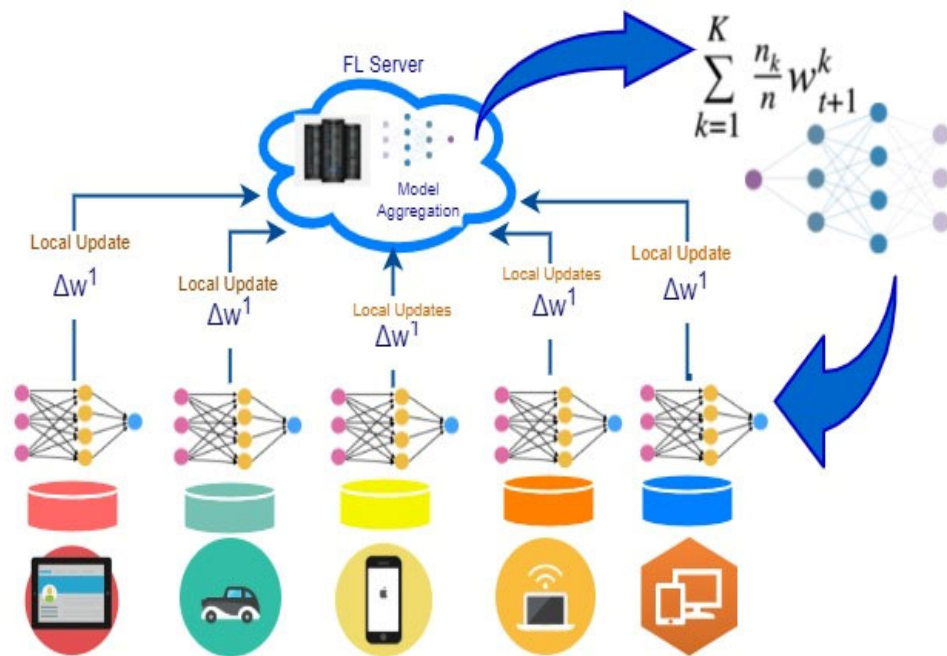 FL Server
Model
Aggregation
K
∑ n_k/n w^k_{t+1}
k=1
Local Update
Δw¹
Local Update
Δw¹
Local Updates
Δw¹
Local Updates
Δw¹
Local Update
Δw¹